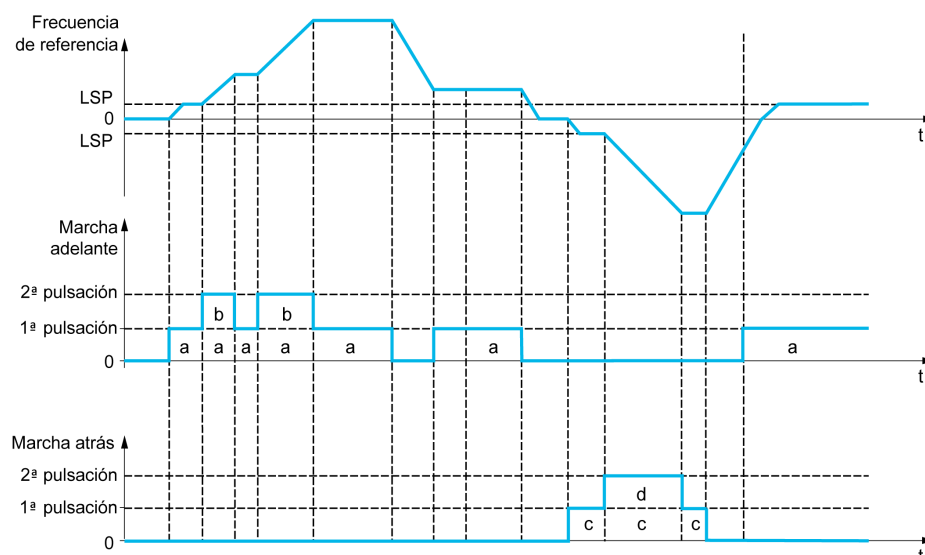 Frecuencia
de referencia
LSP
0
LSP
t
Marcha
adelante
2ª pulsación
b b
1ª pulsación
a a a a a a a
0
t
Marcha atrás
2ª pulsación
d
1ª pulsación
c c c
0
t